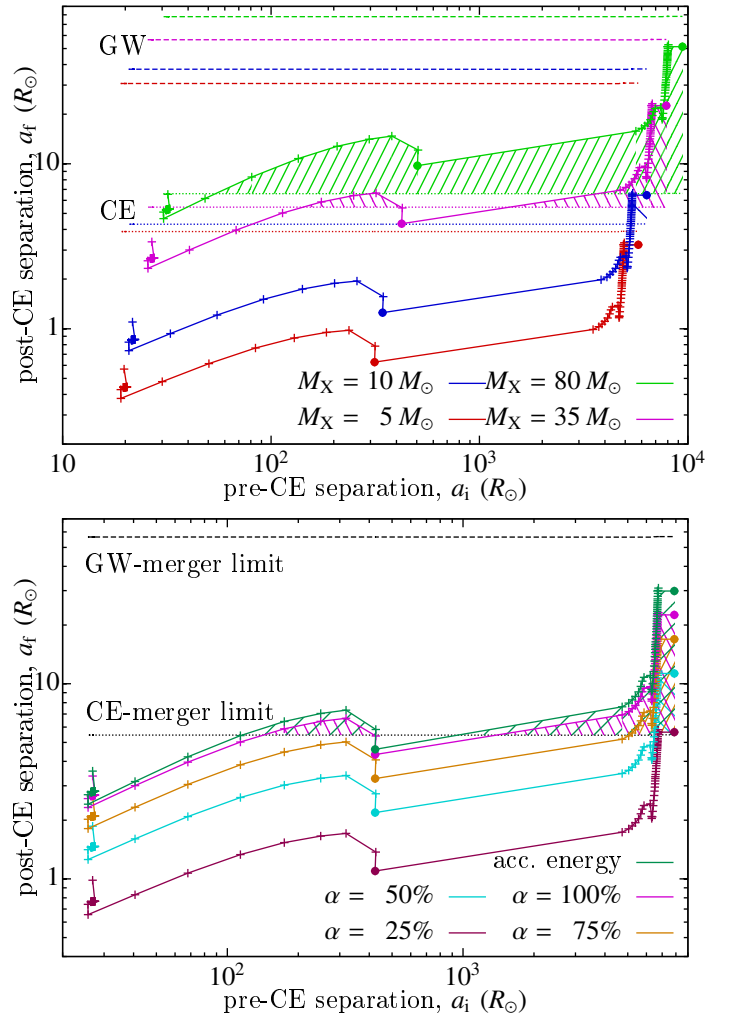 GW
10
CE
1
post-CE separation, a_f (R_⊙)
M_X = 10 M_⊙ M_X = 80 M_⊙
M_X = 5 M_⊙ M_X = 35 M_⊙
10 10^2 10^3 10^4
pre-CE separation, a_i (R_⊙)
GW-merger limit
10
CE-merger limit
1
post-CE separation, a_f (R_⊙)
acc. energy
α = 50% α = 100%
α = 25% α = 75%
10^2 10^3
pre-CE separation, a_i (R_⊙)